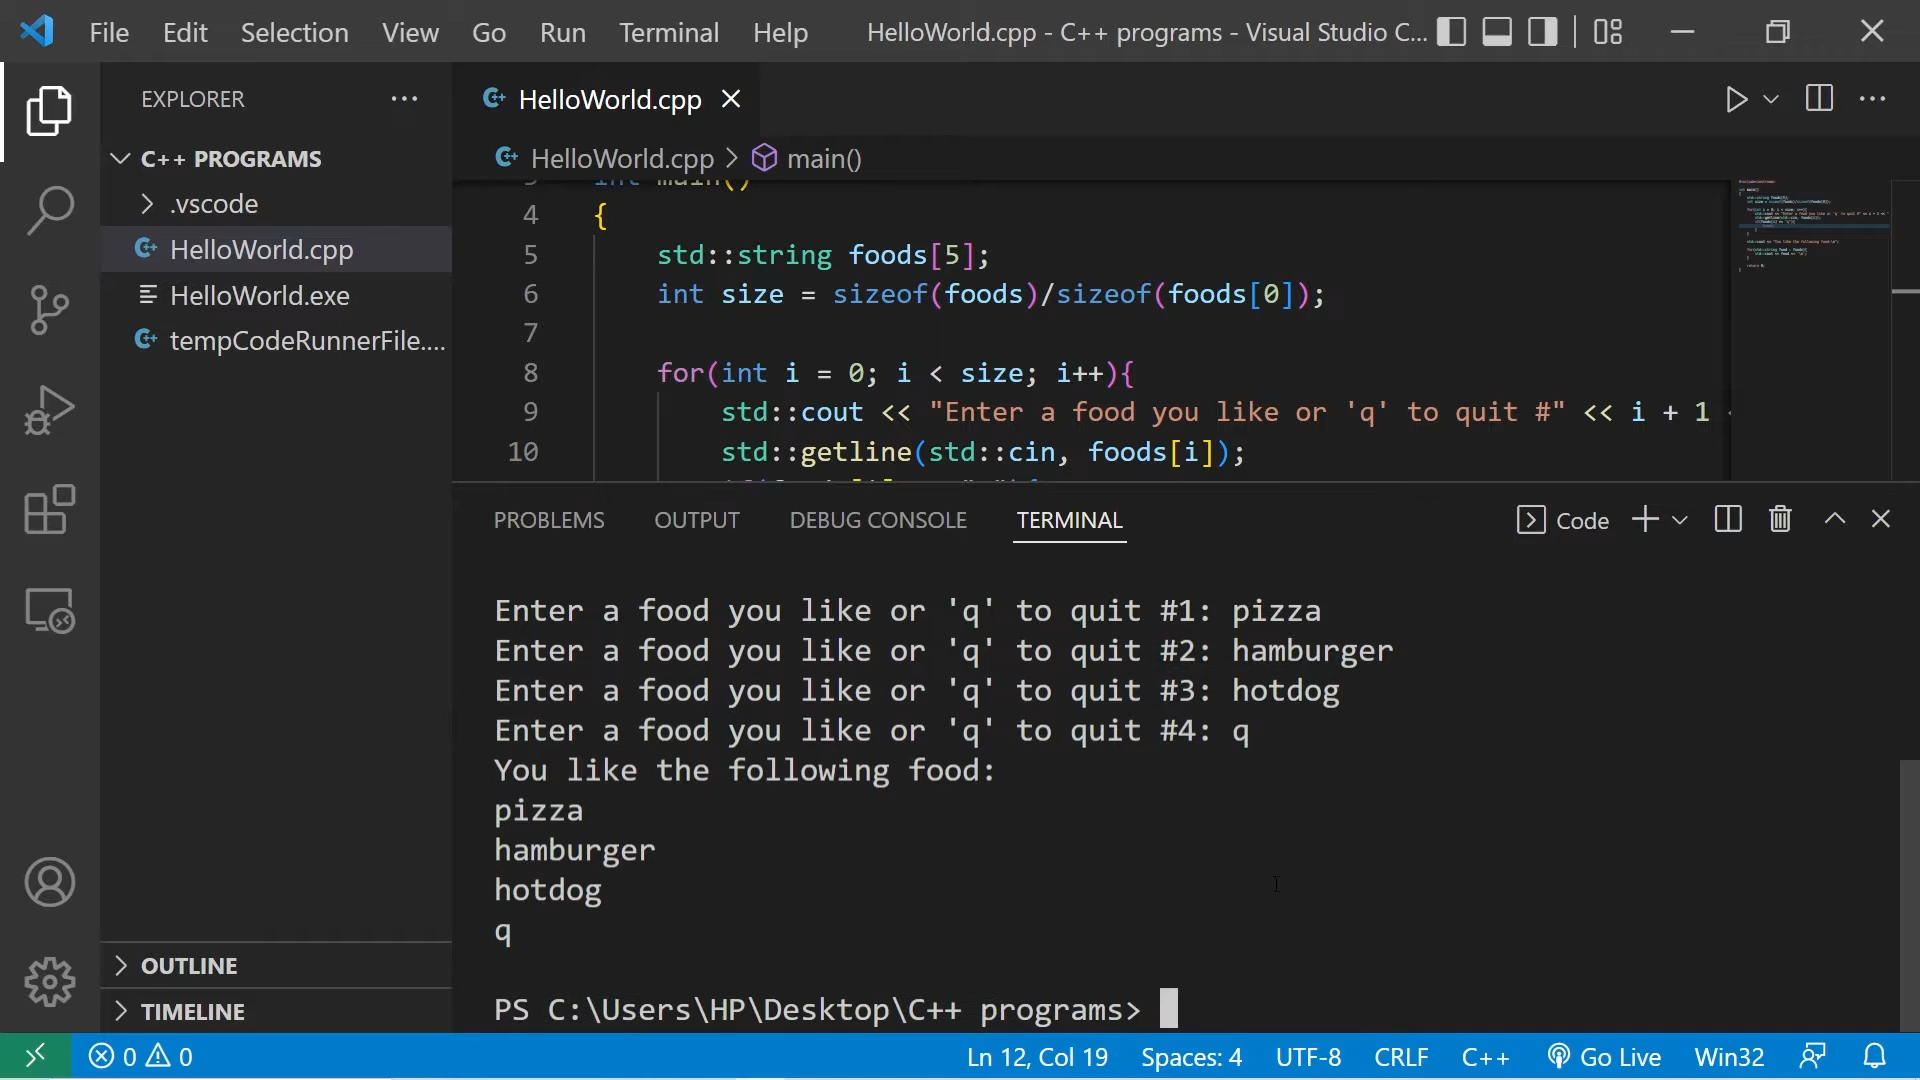 File Edit Selection View Go Run Terminal Help HelloWorld.cpp - C++ programs - Visual Studio C...
EXPLORER
C++ PROGRAMS
.vscode
HelloWorld.cpp
HelloWorld.exe
tempCodeRunnerFile....
OUTLINE
TIMELINE
HelloWorld.cpp
HelloWorld.cpp > main()
3 int main()
4 {
5 std::string foods[5];
6 int size = sizeof(foods)/sizeof(foods[0]);
7
8 for(int i = 0; i < size; i++){
9 std::cout << "Enter a food you like or 'q' to quit #" << i + 1
10 std::getline(std::cin, foods[i]);
PROBLEMS OUTPUT DEBUG CONSOLE TERMINAL Code
Enter a food you like or 'q' to quit #1: pizza
Enter a food you like or 'q' to quit #2: hamburger
Enter a food you like or 'q' to quit #3: hotdog
Enter a food you like or 'q' to quit #4: q
You like the following food:
pizza
hamburger
hotdog
q
PS C:\Users\HP\Desktop\C++ programs>
0 0 Ln 12, Col 19 Spaces: 4 UTF-8 CRLF C++ Go Live Win32